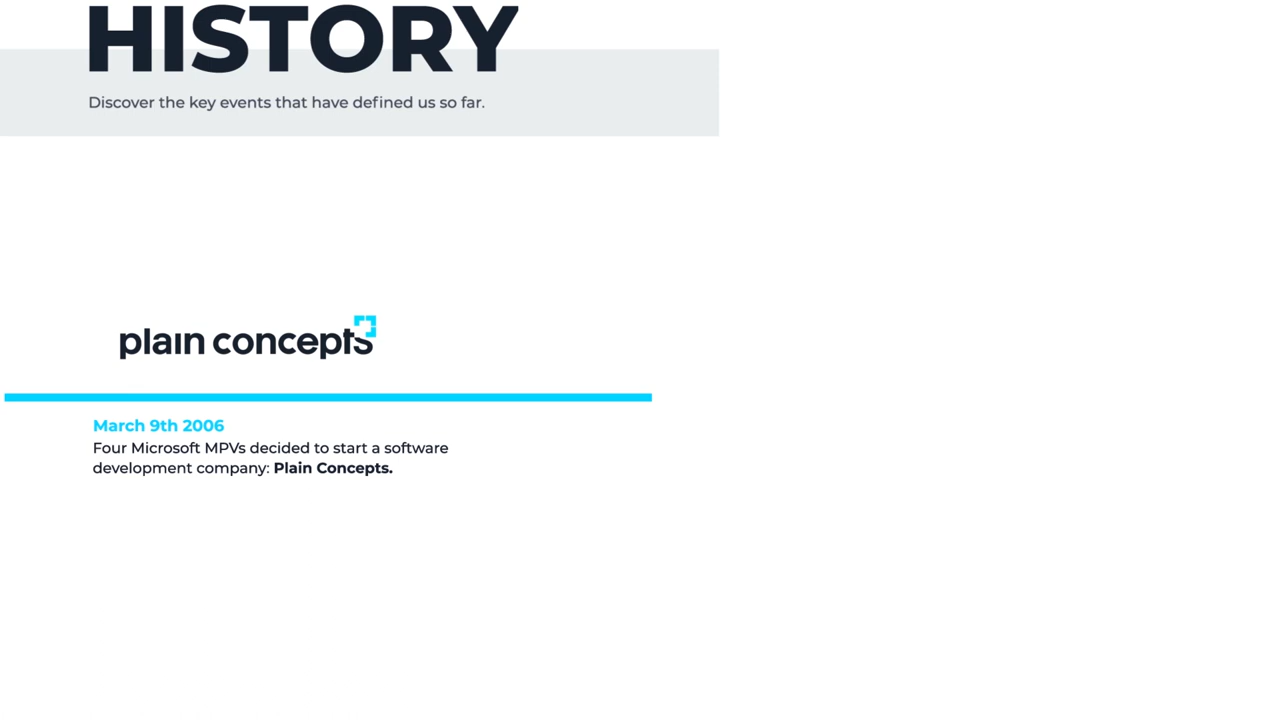 HISTORY
Discover the key events that have defined us so far.
plain concepts
March 9th 2006
Four Microsoft MPVs decided to start a software
development company: Plain Concepts.